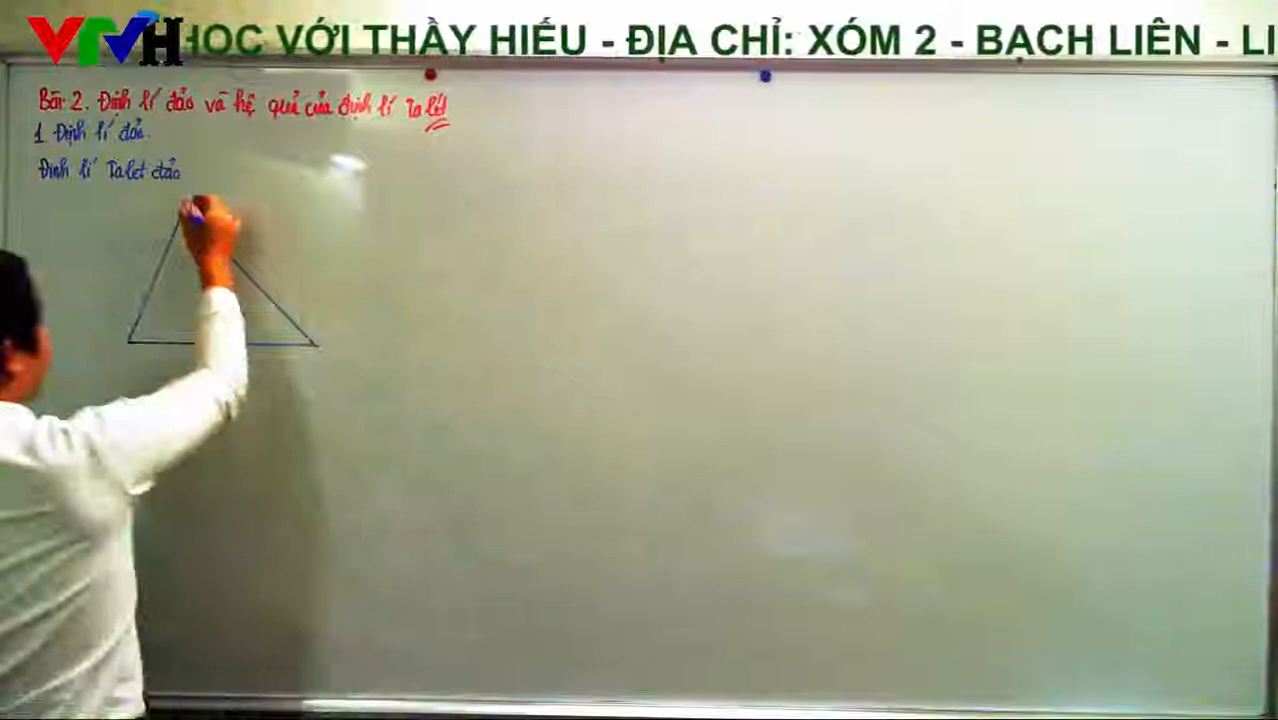 VTVH
HỌC VỚI THẦY HIẾU - ĐỊA CHỈ: XÓM 2 - BẠCH LIÊN - LI
Bài 2. Định lí đảo và hệ quả của định lí Ta lét
1. Định lí đảo.
Định lí Talet đảo